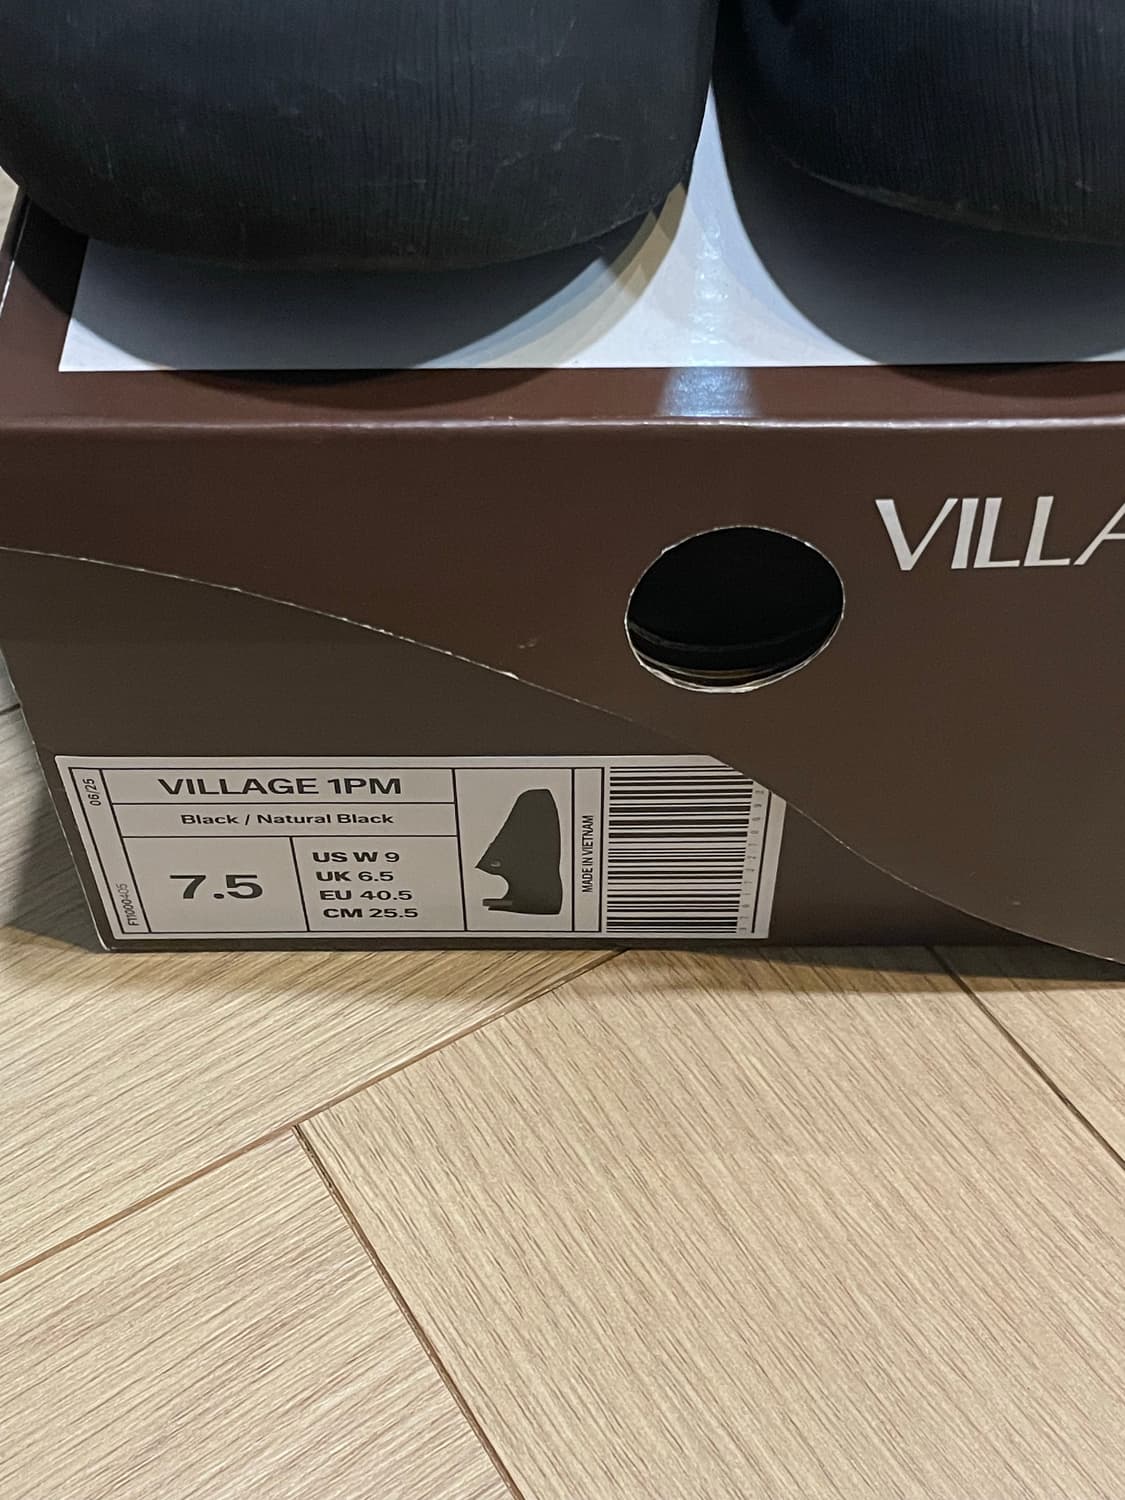 VILLA
06/25
VILLAGE 1PM
Black / Natural Black
7.5
US W 9
UK 6.5
EU 40.5
CM 25.5
MADE IN VIETNAM